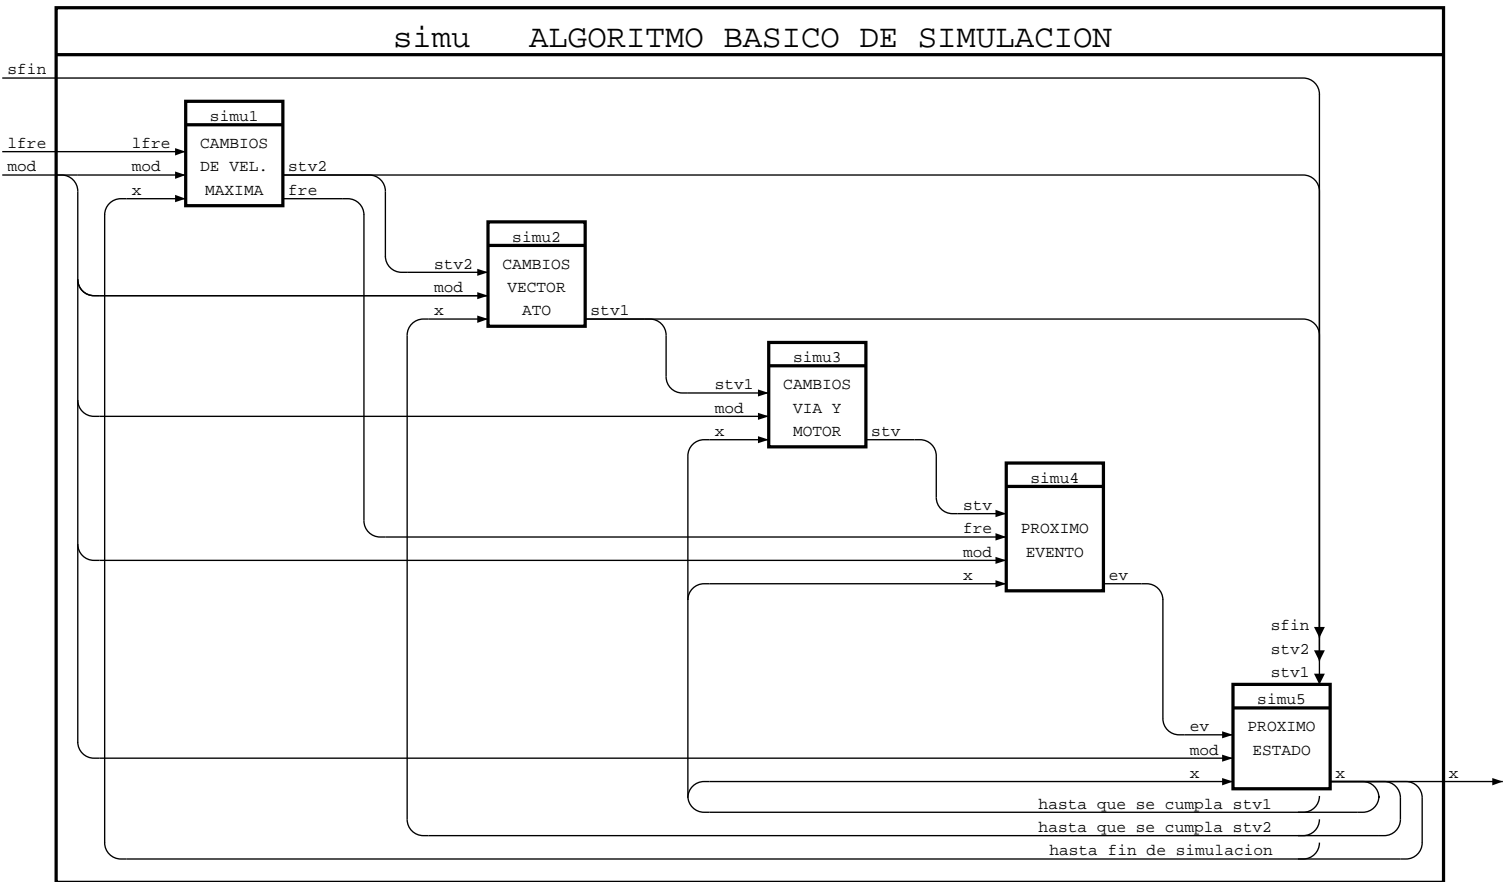 simu   ALGORITMO BASICO DE SIMULACION
sfin
simu1
lfre lfre CAMBIOS
mod mod DE VEL. stv2
x MAXIMA fre
simu2
stv2 CAMBIOS
mod VECTOR
x ATO stv1
simu3
stv1 CAMBIOS
mod VIA Y
x MOTOR stv
simu4
stv
fre PROXIMO
mod EVENTO
x ev
sfin
stv2
stv1
simu5
ev PROXIMO
mod ESTADO
x x x
hasta que se cumpla stv1
hasta que se cumpla stv2
hasta fin de simulacion